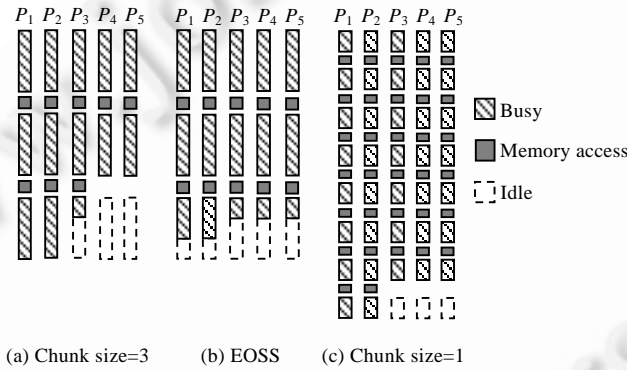 P1 P2 P3 P4 P5
P1 P2 P3 P4 P5
P1 P2 P3 P4 P5
Busy
Memory access
Idle
(a) Chunk size=3
(b) EOSS
(c) Chunk size=1